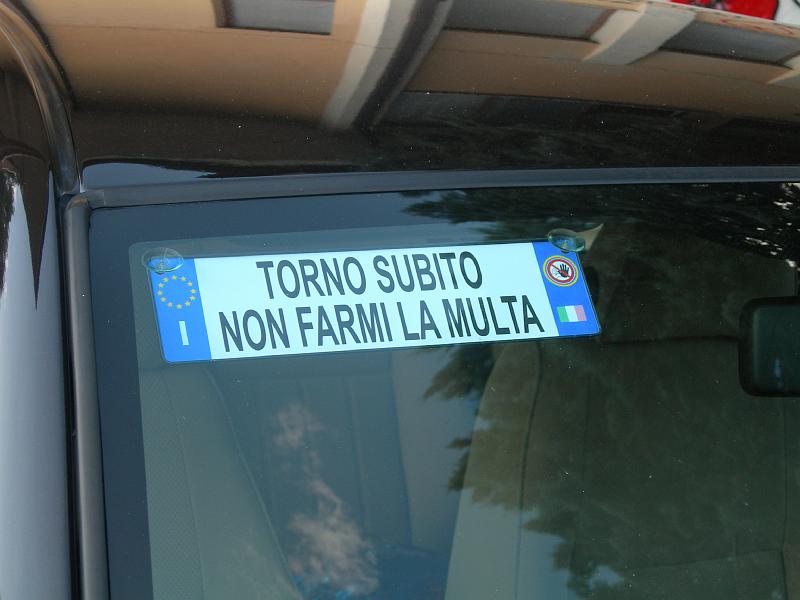 TORNO SUBITO
NON FARMI LA MULTA
I